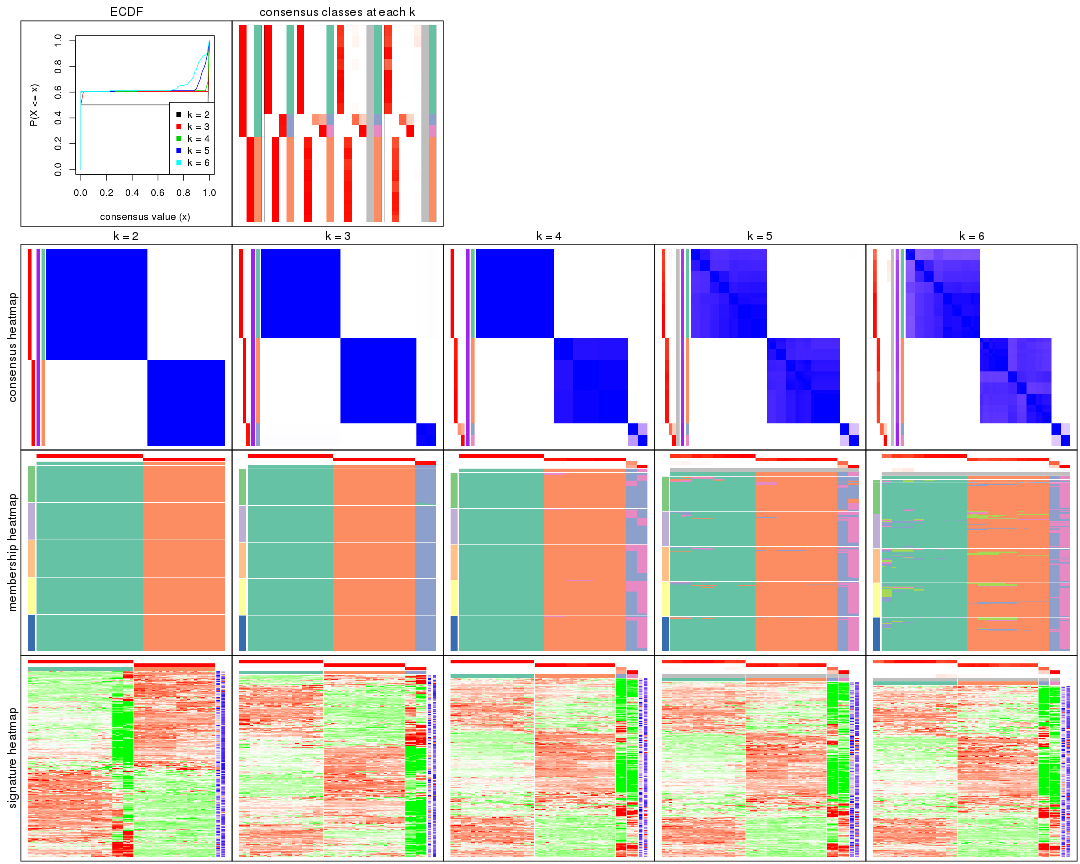 ECDF
consensus classes at each k
P(X <= x)
1.0
0.8
0.6
0.4
0.2
0.0
k = 2
k = 3
k = 4
k = 5
k = 6
0.0 0.2 0.4 0.6 0.8 1.0
consensus value (x)
k = 2
k = 3
k = 4
k = 5
k = 6
consensus heatmap
membership heatmap
signature heatmap